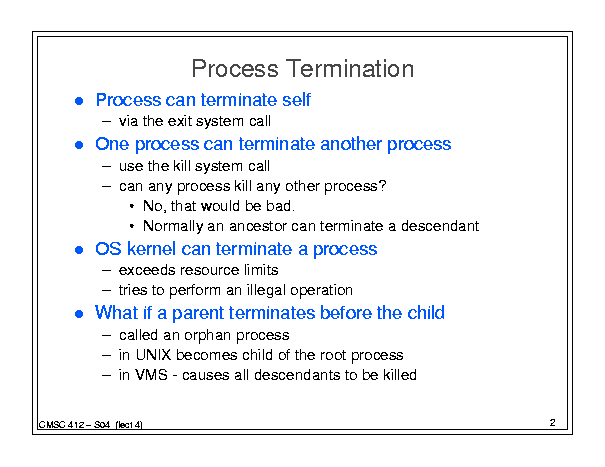 Process Termination
● Process can terminate self
– via the exit system call
● One process can terminate another process
– use the kill system call
– can any process kill any other process?
• No, that would be bad.
• Normally an ancestor can terminate a descendant
● OS kernel can terminate a process
– exceeds resource limits
– tries to perform an illegal operation
● What if a parent terminates before the child
– called an orphan process
– in UNIX becomes child of the root process
– in VMS - causes all descendants to be killed
CMSC 412 – S04 (lect 4)
2